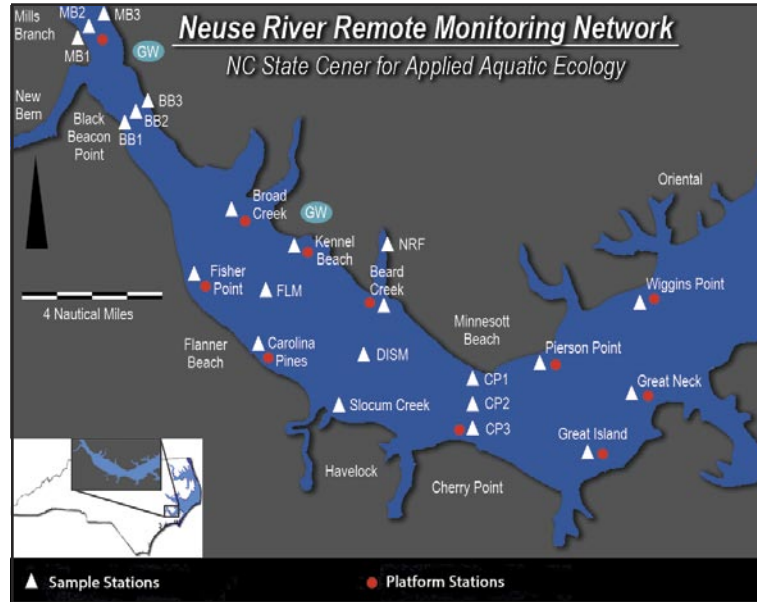 Neuse River Remote Monitoring Network
NC State Cener for Applied Aquatic Ecology
Mills
Branch
MB2
MB3
MB1
GW
New
Bern
Black
Beacon
Point
BB3
BB2
BB1
Oriental
Broad
Creek
GW
Kennel
Beach
NRF
Fisher
Point
FLM
Beard
Creek
Wiggins Point
4 Nautical Miles
Minnesott
Beach
Flanner
Beach
Carolina
Pines
DISM
Pierson Point
CP1
Great Neck
Slocum Creek
CP2
CP3
Great Island
Havelock
Cherry Point
Sample Stations
Platform Stations